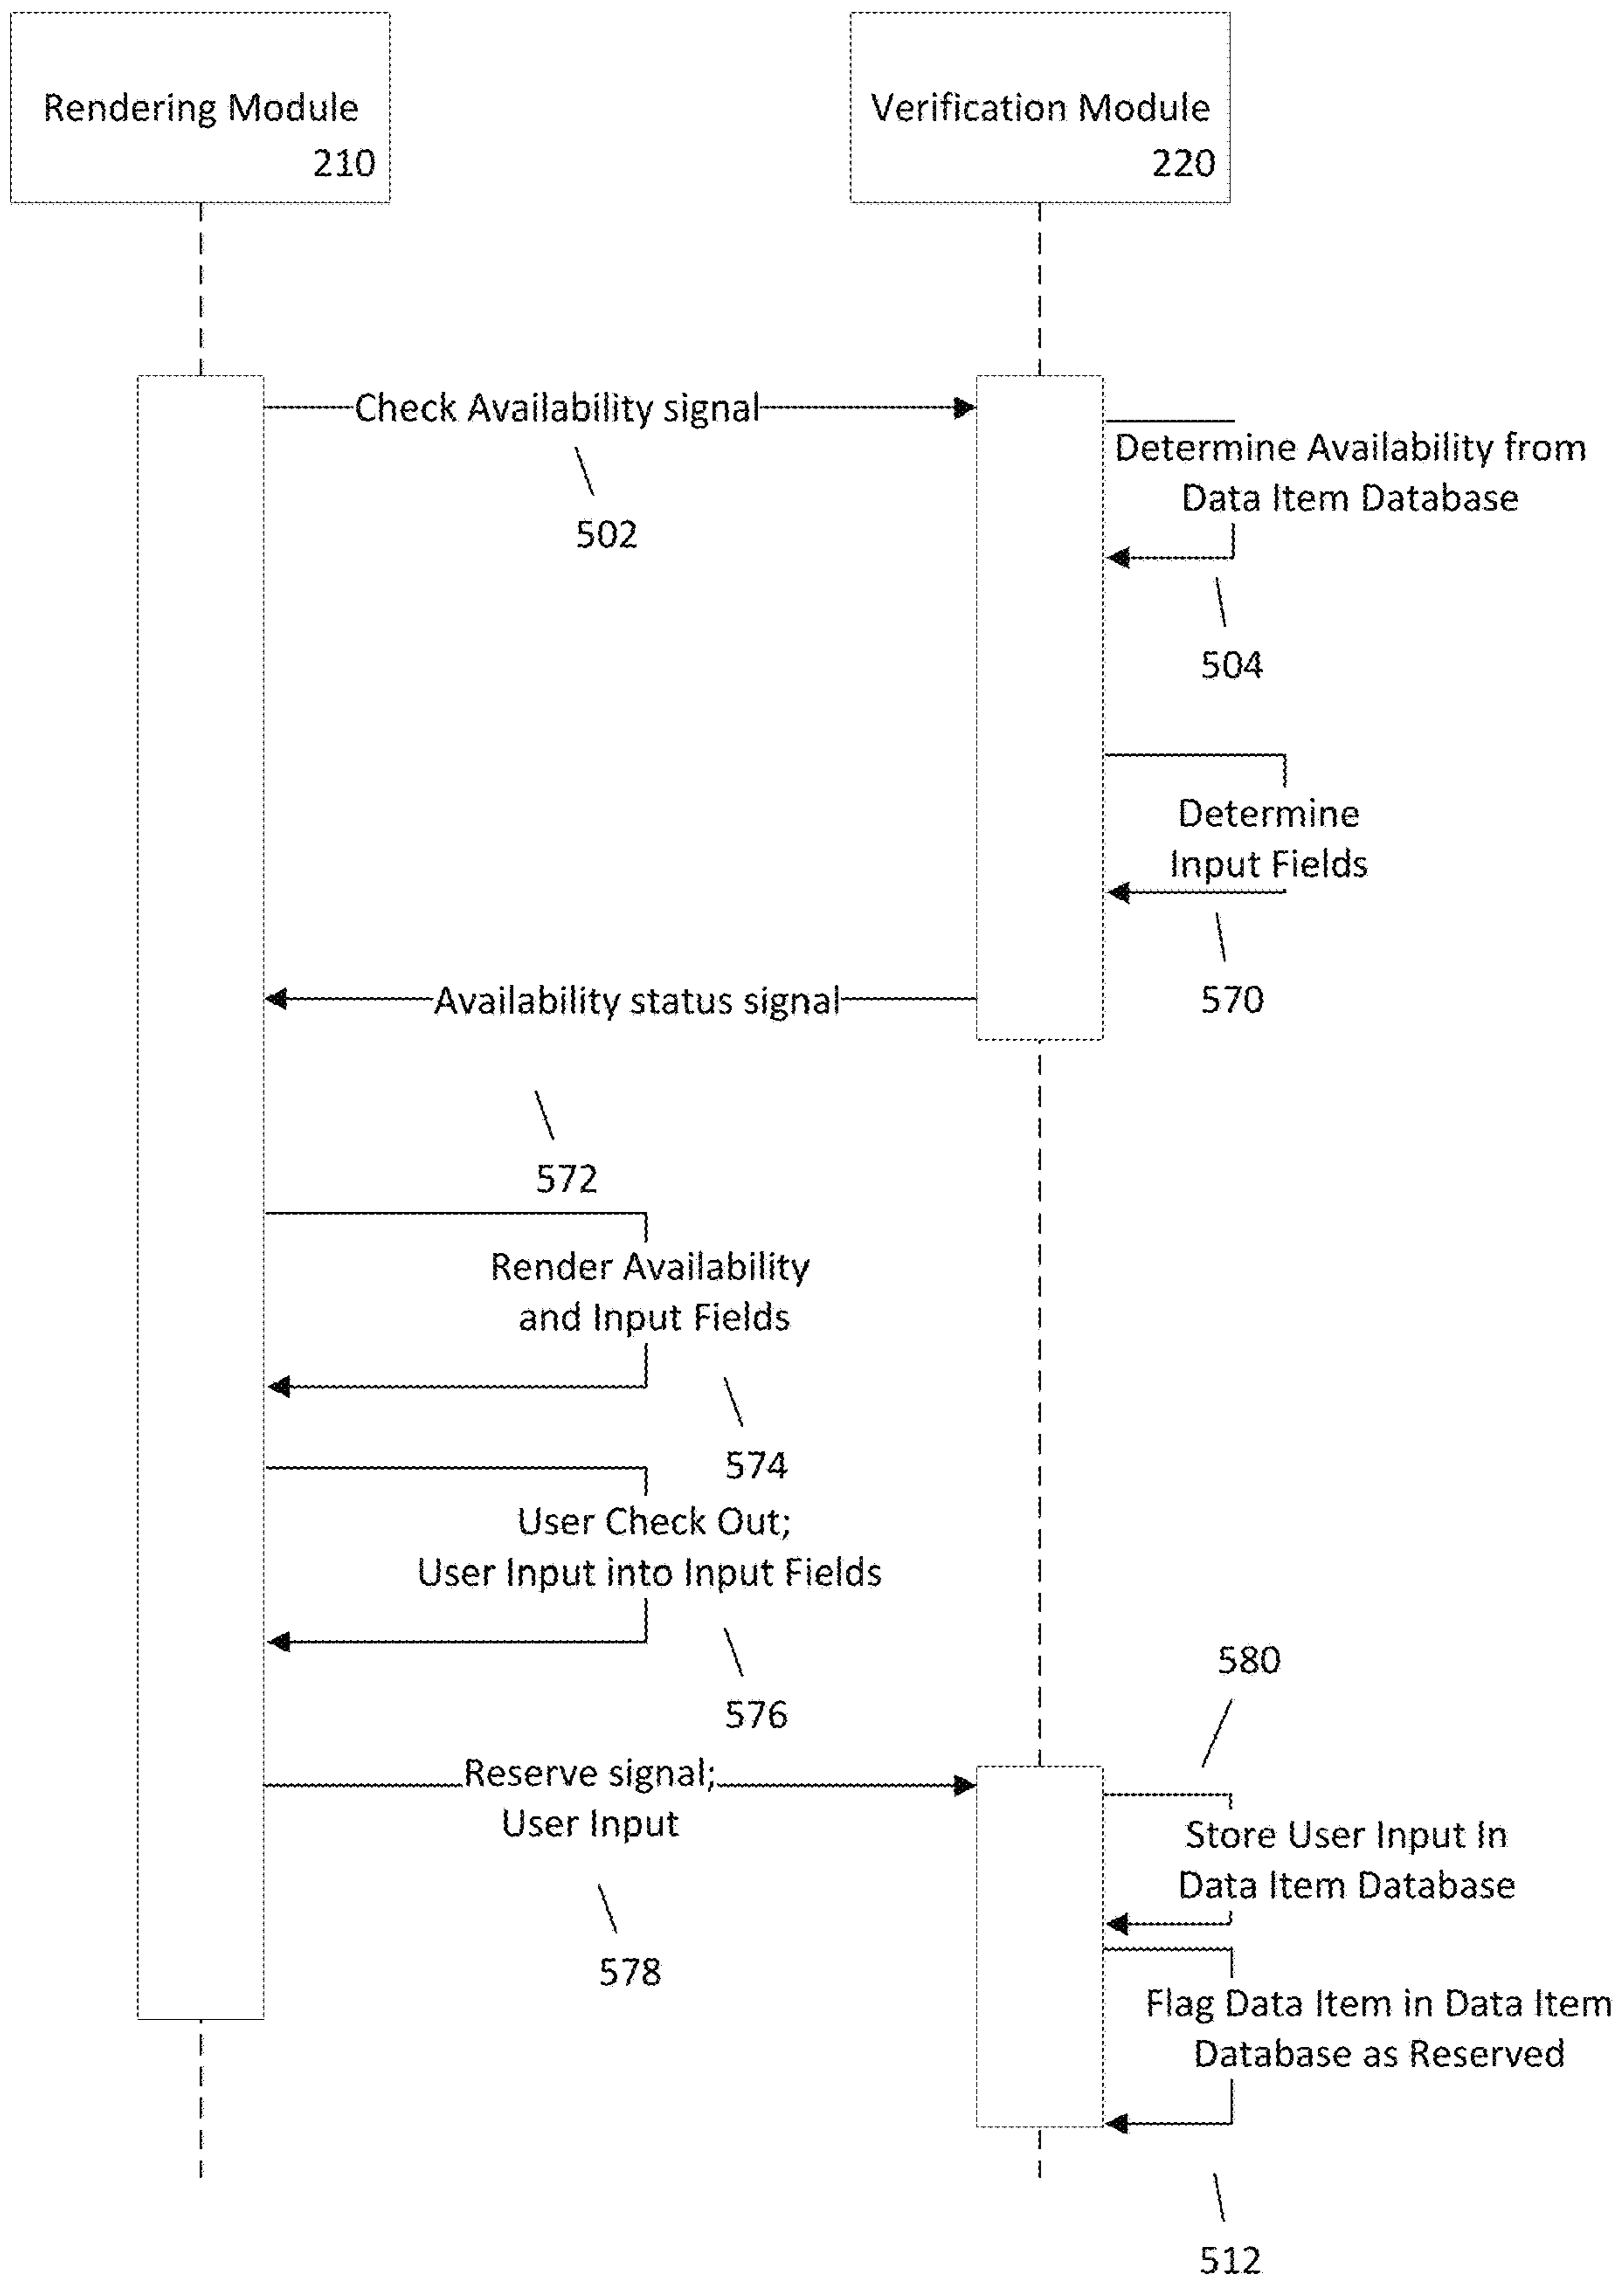 Rendering Module
210
Verification Module
220
Check Availability signal
502
Determine Availability from
Data Item Database
504
Determine
Input Fields
570
Availability status signal
572
Render Availability
and Input Fields
574
User Check Out;
User Input into Input Fields
576
580
Reserve signal;
User Input
578
Store User Input In
Data Item Database
Flag Data Item in Data Item
Database as Reserved
512